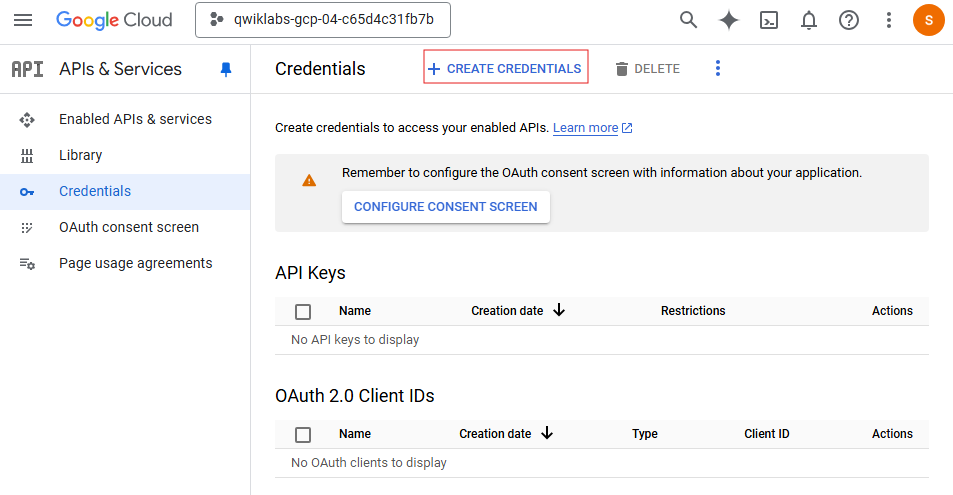 Google Cloud
qwiklabs-gcp-04-c65d4c31fb7b
S
API
APIs & Services
Credentials
+ CREATE CREDENTIALS
DELETE
Enabled APIs & services
Library
Credentials
OAuth consent screen
Page usage agreements
Create credentials to access your enabled APIs. Learn more
Remember to configure the OAuth consent screen with information about your application.
CONFIGURE CONSENT SCREEN
API Keys
Name Creation date Restrictions Actions
No API keys to display
OAuth 2.0 Client IDs
Name Creation date Type Client ID Actions
No OAuth clients to display